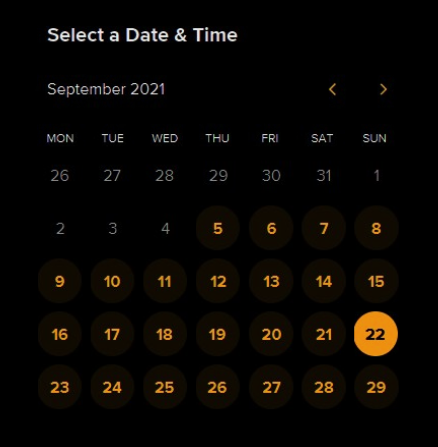 Select a Date & Time
September 2021
MON TUE WED THU FRI SAT SUN
26 27 28 29 30 31 1
2 3 4 5 6 7 8
9 10 11 12 13 14 15
16 17 18 19 20 21 22
23 24 25 26 27 28 29